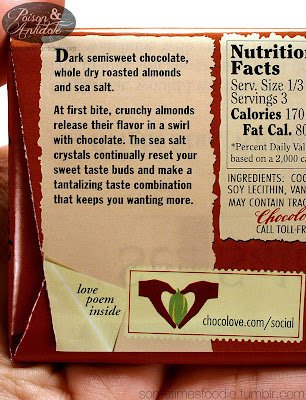 Poison &
Antidote
Dark semisweet chocolate,
whole dry roasted almonds
and sea salt.
At first bite, crunchy almonds
release their flavor in a swirl
with chocolate. The sea salt
crystals continually reset your
sweet taste buds and make a
tantalizing taste combination
that keeps you wanting more.
love
poem
inside
Nutrition
Facts
Serv. Size 1/3
Servings 3
Calories 170
Fat Cal. 80
*Percent Daily Val
based on a 2,000 ca
INGREDIENTS: COC
SOY LECITHIN, VAN
MAY CONTAIN TRAC
Chocol
CALL TOLL-FR
chocolove.com/social
sometimesfoodie.tumblr.com